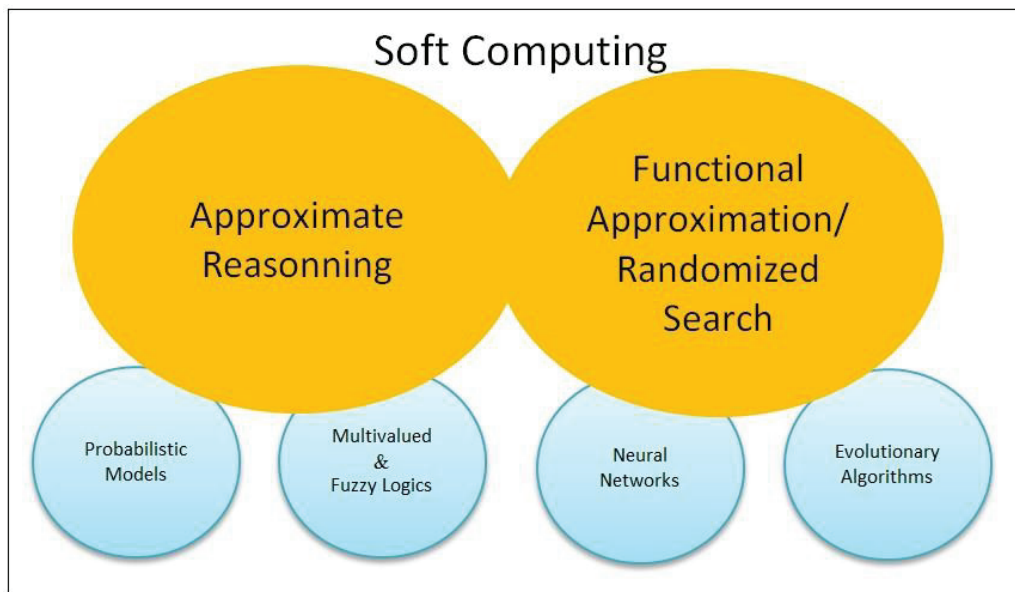 Soft Computing
Approximate
Reasonning
Functional
Approximation/
Randomized
Search
Probabilistic
Models
Multivalued
&
Fuzzy Logics
Neural
Networks
Evolutionary
Algorithms